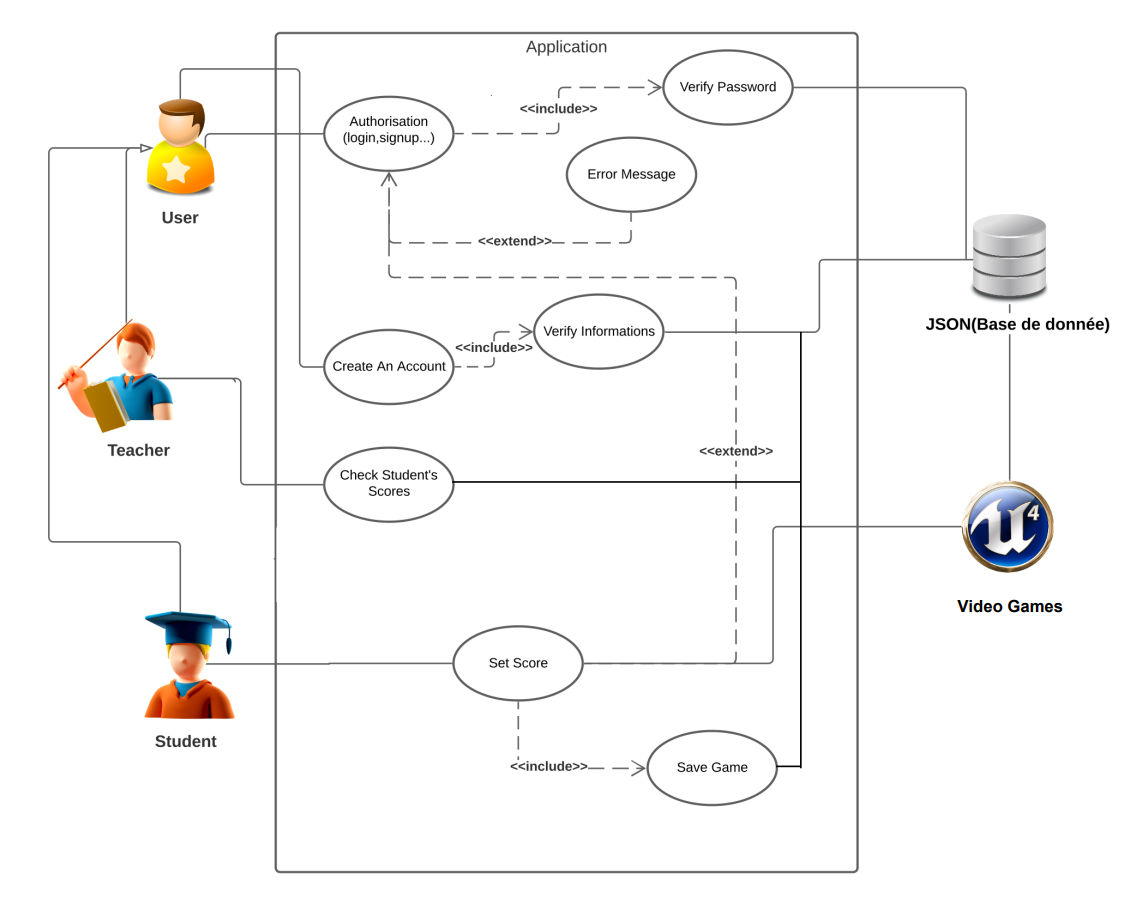 Application
Verify Password
<<include>>
Authorisation
(login,signup...)
Error Message
User
<<extend>>
JSON(Base de donnée)
Verify Informations
<<include>>
Create An Account
Teacher
<<extend>>
Check Student's
Scores
U 4
Video Games
Set Score
Student
<<include>>
Save Game